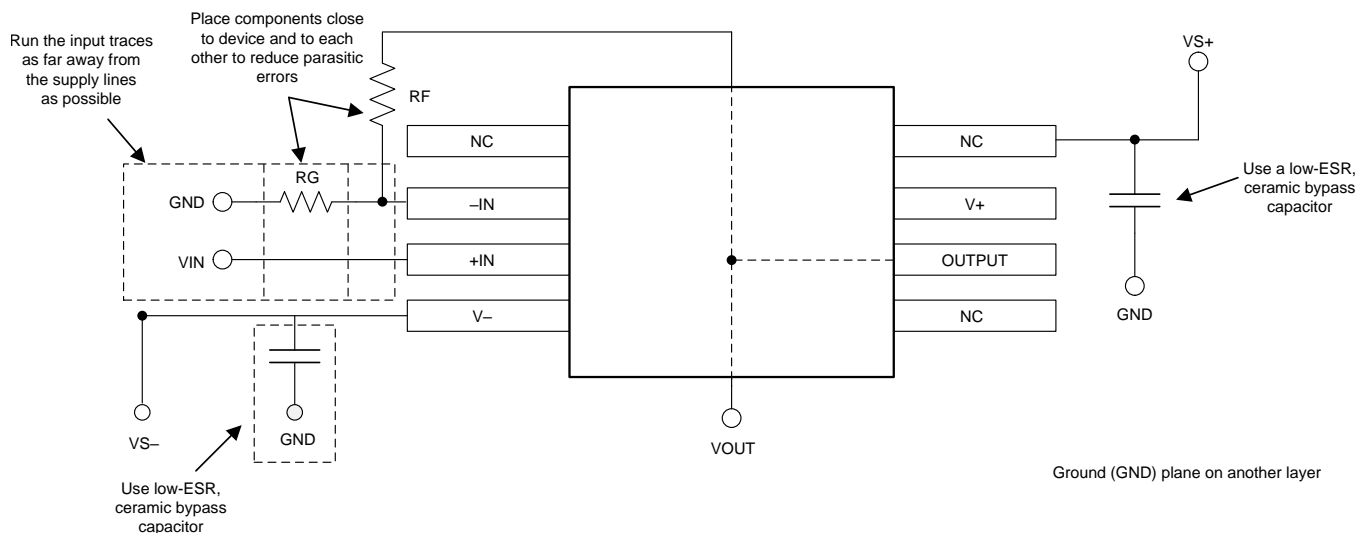 Place components close
to device and to each
other to reduce parasitic
errors
Run the input traces
as far away from
the supply lines
as possible
VS+
RF
NC
NC
Use a low-ESR,
ceramic bypass
capacitor
RG
GND
–IN
V+
VIN
+IN
OUTPUT
V–
NC
GND
VS–
GND
VOUT
Use low-ESR,
ceramic bypass
capacitor
Ground (GND) plane on another layer